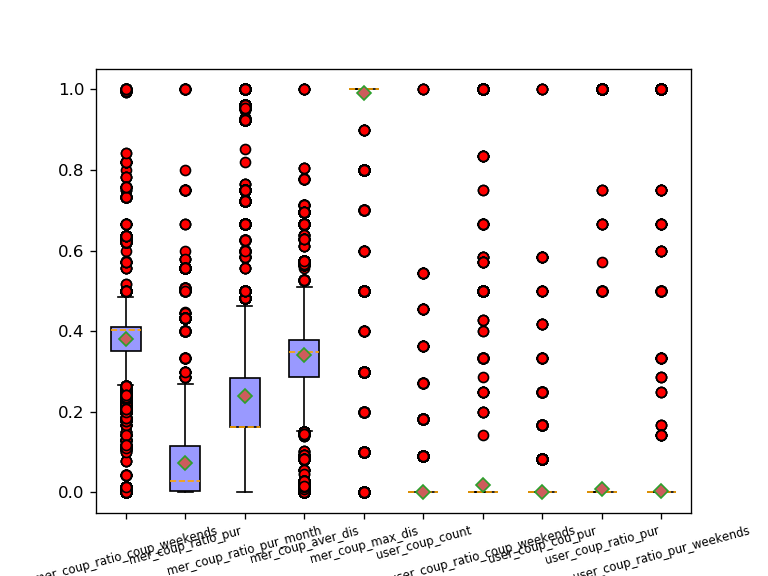 1.0
0.8
0.6
0.4
0.2
0.0
mer_coup_ratio_coup_weekends
mer_coup_ratio_pur
mer_coup_ratio_pur_month
mer_coup_aver_dis
mer_coup_max_dis
user_coup_count
user_coup_ratio_coup_weekends
user_cou_pur
user_coup_ratio_pur
user_coup_ratio_pur_weekends